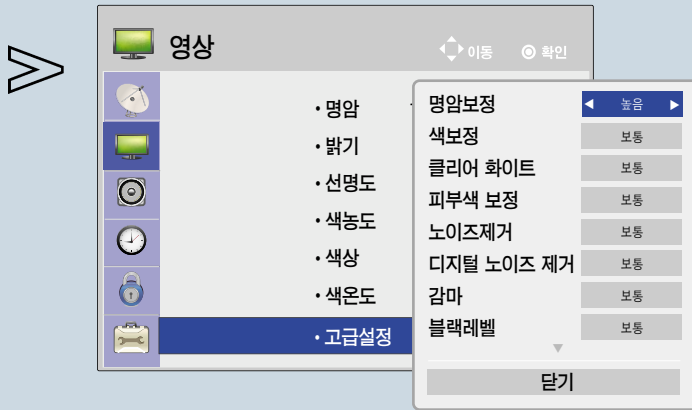 영상
이동 확인
• 명암
• 밝기
• 선명도
• 색농도
• 색상
• 색온도
• 고급설정
명암보정 ◀ 높음 ▶
색보정 보통
클리어 화이트 보통
피부색 보정 보통
노이즈제거 보통
디지털 노이즈 제거 보통
감마 보통
블랙레벨 보통
닫기